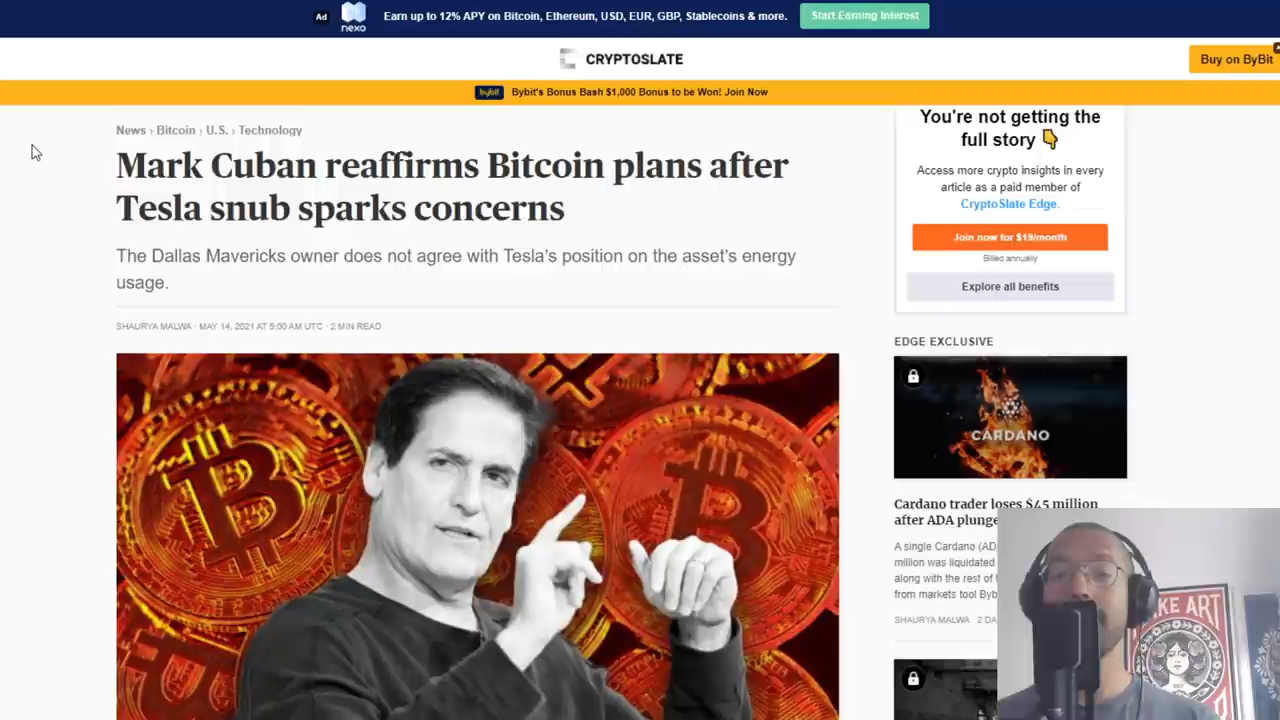 Ad
nexo
Earn up to 12% APY on Bitcoin, Ethereum, USD, EUR, GBP, Stablecoins & more.
Start Earning Interest
CRYPTOSLATE
Buy on ByBit
BYBIT
Bybit's Bonus Bash $1,000 Bonus to be Won! Join Now
News › Bitcoin › U.S. › Technology
Mark Cuban reaffirms Bitcoin plans after
Tesla snub sparks concerns
The Dallas Mavericks owner does not agree with Tesla's position on the asset's energy
usage.
SHAURYA MALWA · MAY 14, 2021 AT 5:00 AM UTC · 2 MIN READ
You're not getting the
full story 👇
Access more crypto insights in every
article as a paid member of
CryptoSlate Edge.
Join now for $19/month
Billed annually
Explore all benefits
EDGE EXCLUSIVE
CARDANO
Cardano trader loses $45 million
after ADA plunge
A single Cardano (AD
million was liquidated
along with the rest of
from markets tool Byb
SHAURYA MALWA 2 DA
KE ART